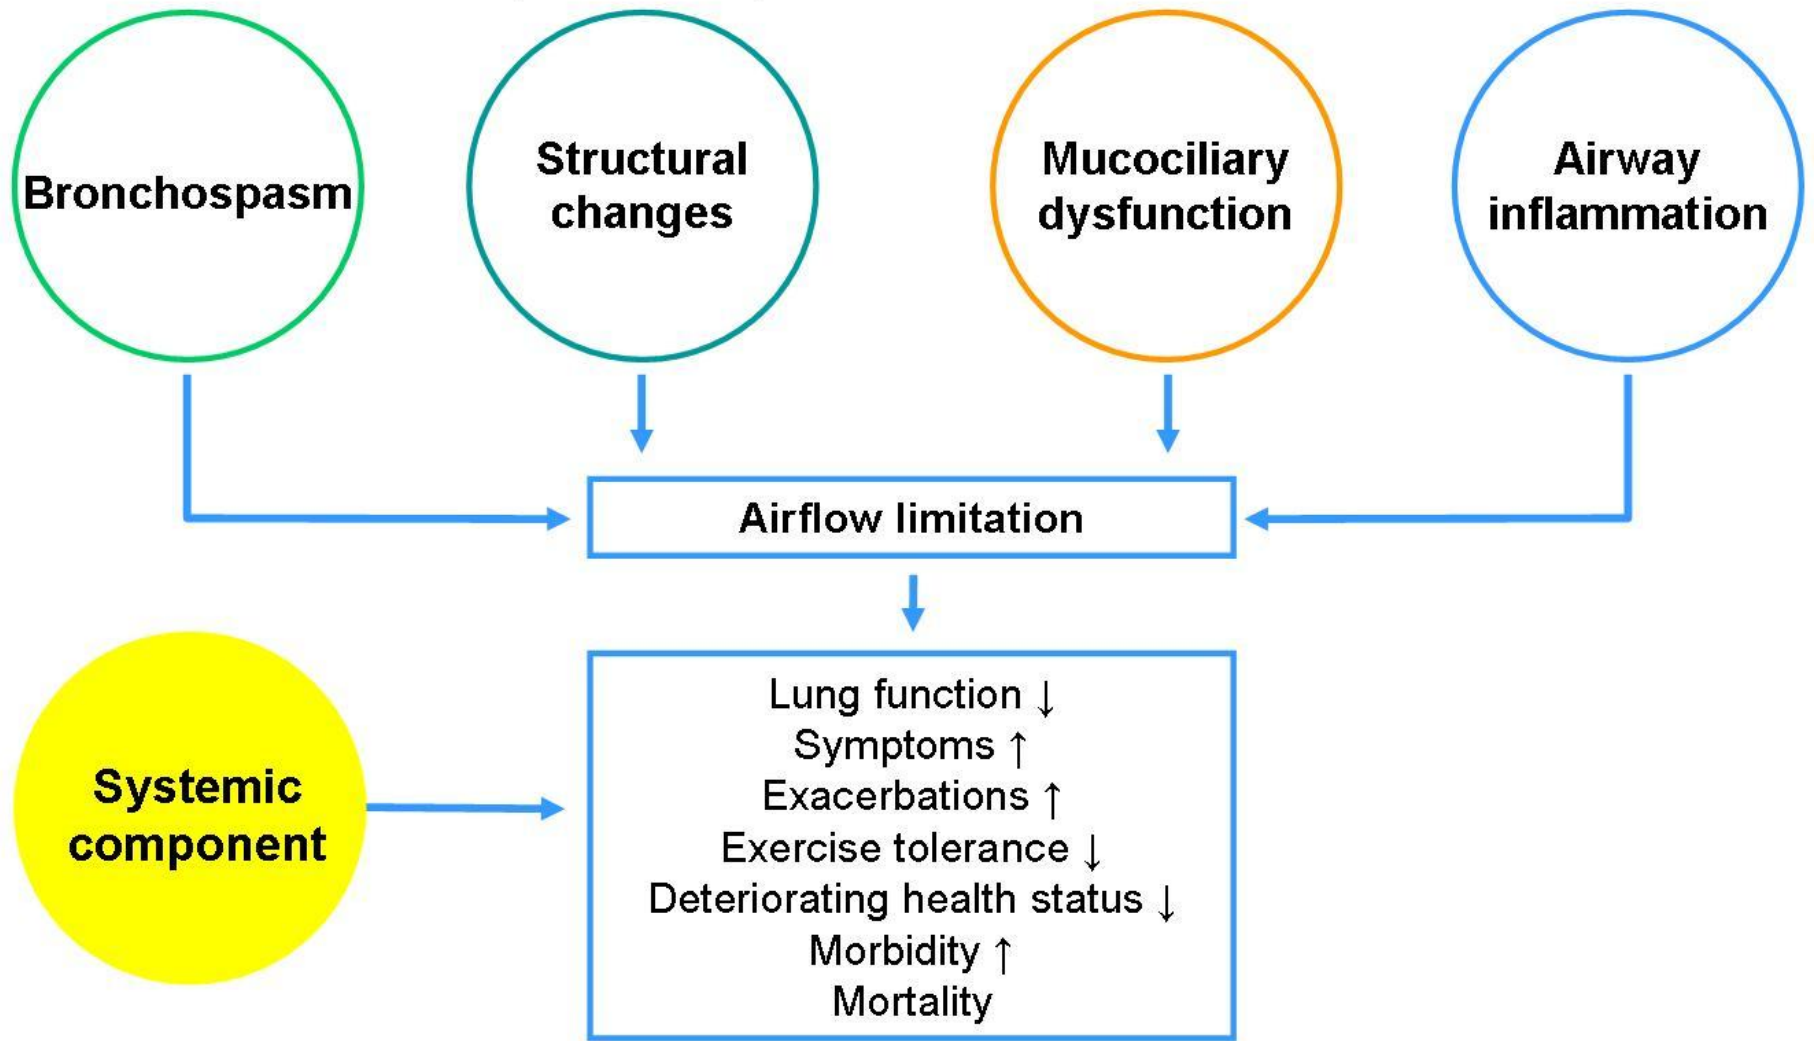 Bronchospasm
Structural
changes
Mucociliary
dysfunction
Airway
inflammation
Airflow limitation
Systemic
component
Lung function ↓
Symptoms ↑
Exacerbations ↑
Exercise tolerance ↓
Deteriorating health status ↓
Morbidity ↑
Mortality